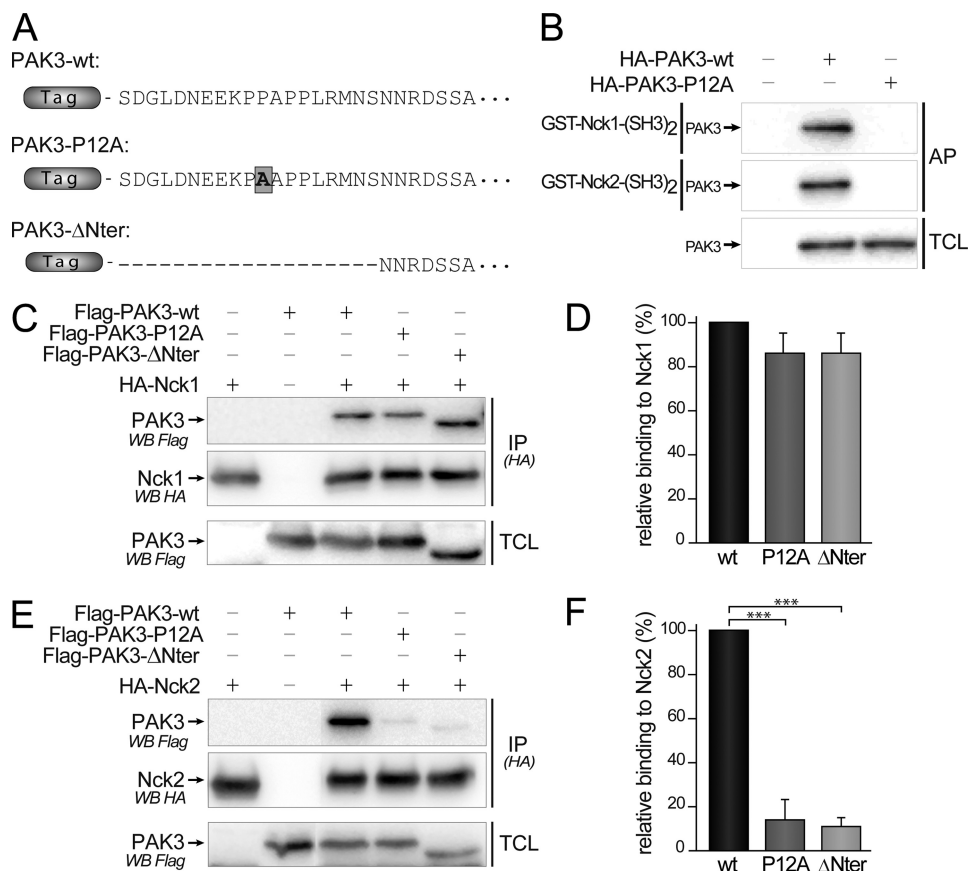 A
PAK3-wt:
Tag - SDGLDNEEKPPAPPLRMNSNNRDSSA...
PAK3-P12A:
Tag - SDGLDNEEKPAAPPLRMNSNNRDSSA...
PAK3-ΔNter:
Tag - --------------------NNRDSSA...
B
HA-PAK3-wt − + −
HA-PAK3-P12A − − +
GST-Nck1-(SH3)2 PAK3
GST-Nck2-(SH3)2 PAK3
AP
PAK3 TCL
C
Flag-PAK3-wt − + + − −
Flag-PAK3-P12A − − − + −
Flag-PAK3-ΔNter − − − − +
HA-Nck1 + − + + +
PAK3
WB Flag
IP
(HA)
Nck1
WB HA
PAK3 TCL
WB Flag
D
relative binding to Nck1 (%)
100
80
60
40
20
0
wt P12A ΔNter
E
Flag-PAK3-wt − + + − −
Flag-PAK3-P12A − − − + −
Flag-PAK3-ΔNter − − − − +
HA-Nck2 + − + + +
PAK3
WB Flag
IP
(HA)
Nck2
WB HA
PAK3 TCL
WB Flag
F
relative binding to Nck2 (%)
***
***
100
80
60
40
20
0
wt P12A ΔNter